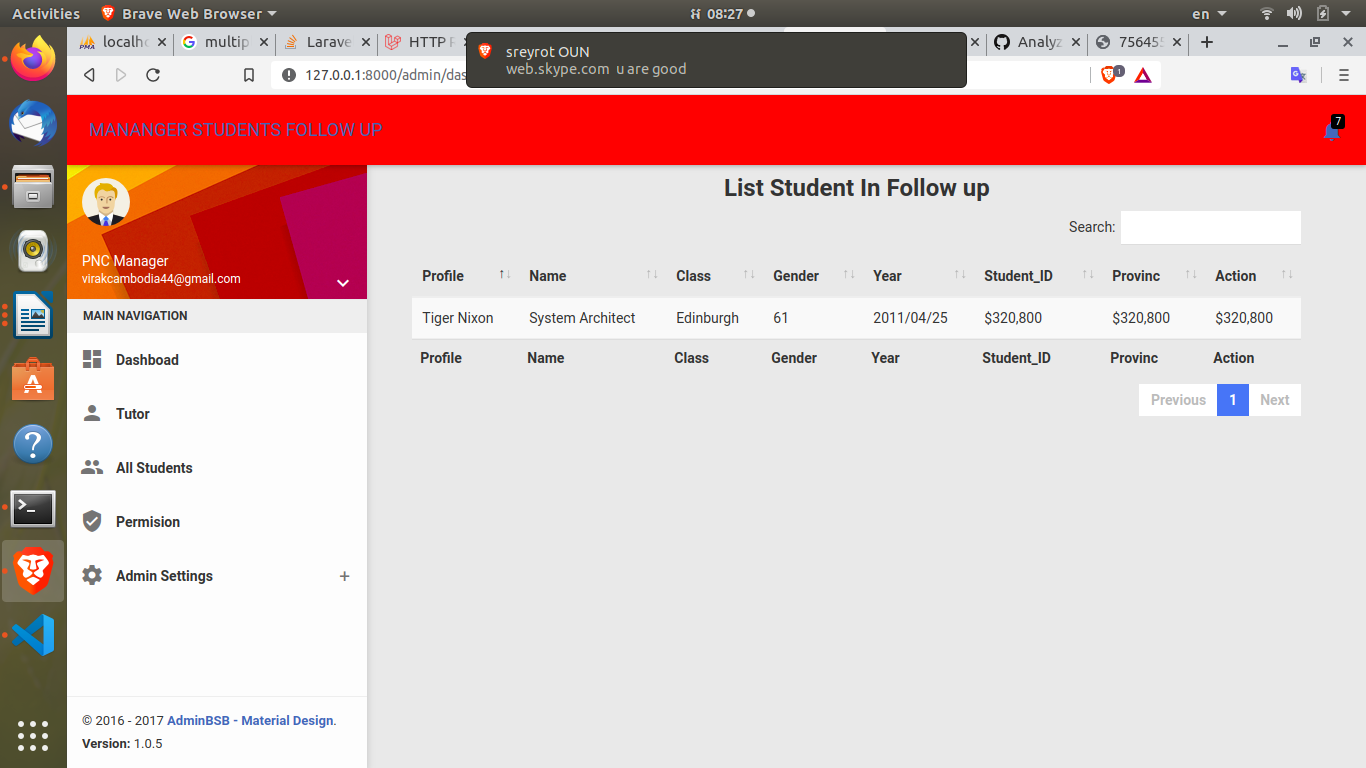 Activities Brave Web Browser ៣ 08:27 en
localh multip Larave HTTP Analyz 75645
sreyrot OUN
web.skype.com u are good
127.0.0.1:8000/admin/das 1
MANANGER STUDENTS FOLLOW UP 7
PNC Manager
virakcambodia44@gmail.com
MAIN NAVIGATION
Dashboad
Tutor
All Students
Permision
Admin Settings +
© 2016 - 2017 AdminBSB - Material Design.
Version: 1.0.5
List Student In Follow up
Search:
Profile Name Class Gender Year Student_ID Provinc Action
Tiger Nixon System Architect Edinburgh 61 2011/04/25 $320,800 $320,800 $320,800
Profile Name Class Gender Year Student_ID Provinc Action
Previous 1 Next